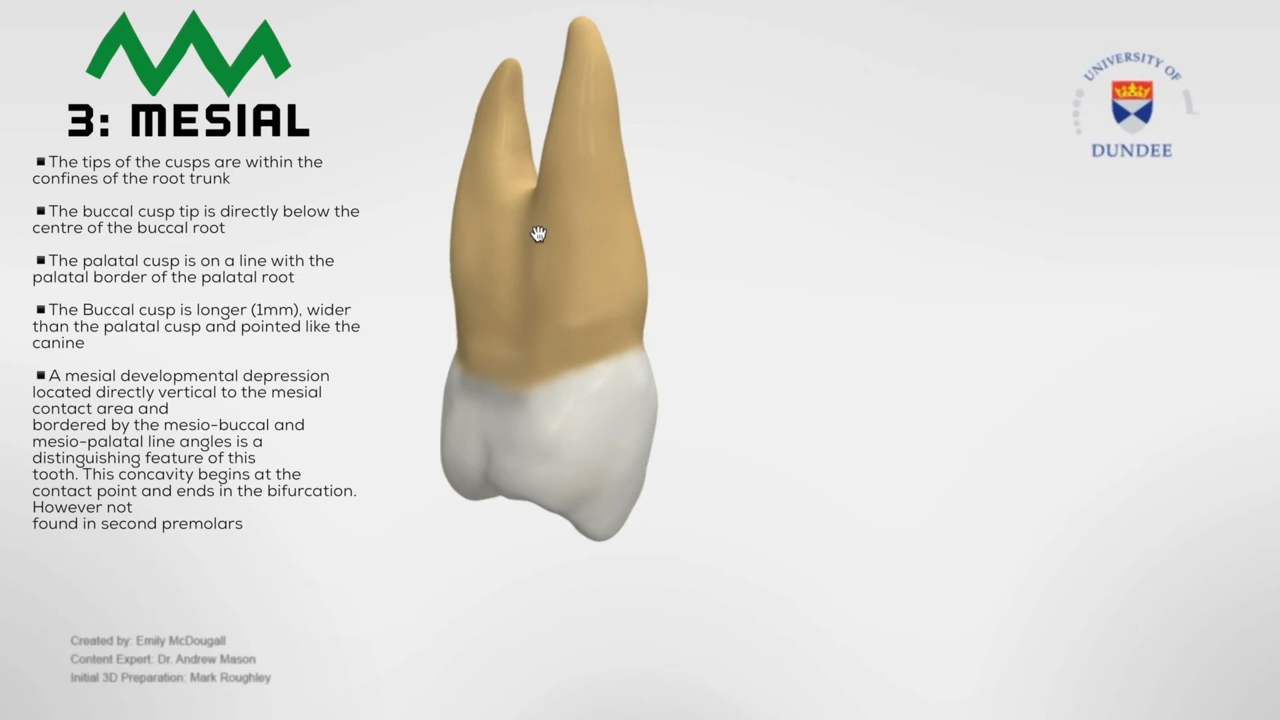 3: MESIAL
▪The tips of the cusps are within the
confines of the root trunk
▪The buccal cusp tip is directly below the
centre of the buccal root
▪The palatal cusp is on a line with the
palatal border of the palatal root
▪The Buccal cusp is longer (1mm), wider
than the palatal cusp and pointed like the
canine
▪A mesial developmental depression
located directly vertical to the mesial
contact area and
bordered by the mesio-buccal and
mesio-palatal line angles is a
distinguishing feature of this
tooth. This concavity begins at the
contact point and ends in the bifurcation.
However not
found in second premolars
UNIVERSITY OF
DUNDEE
Created by: Emily McDougall
Content Expert: Dr. Andrew Mason
Initial 3D Preparation: Mark Roughley